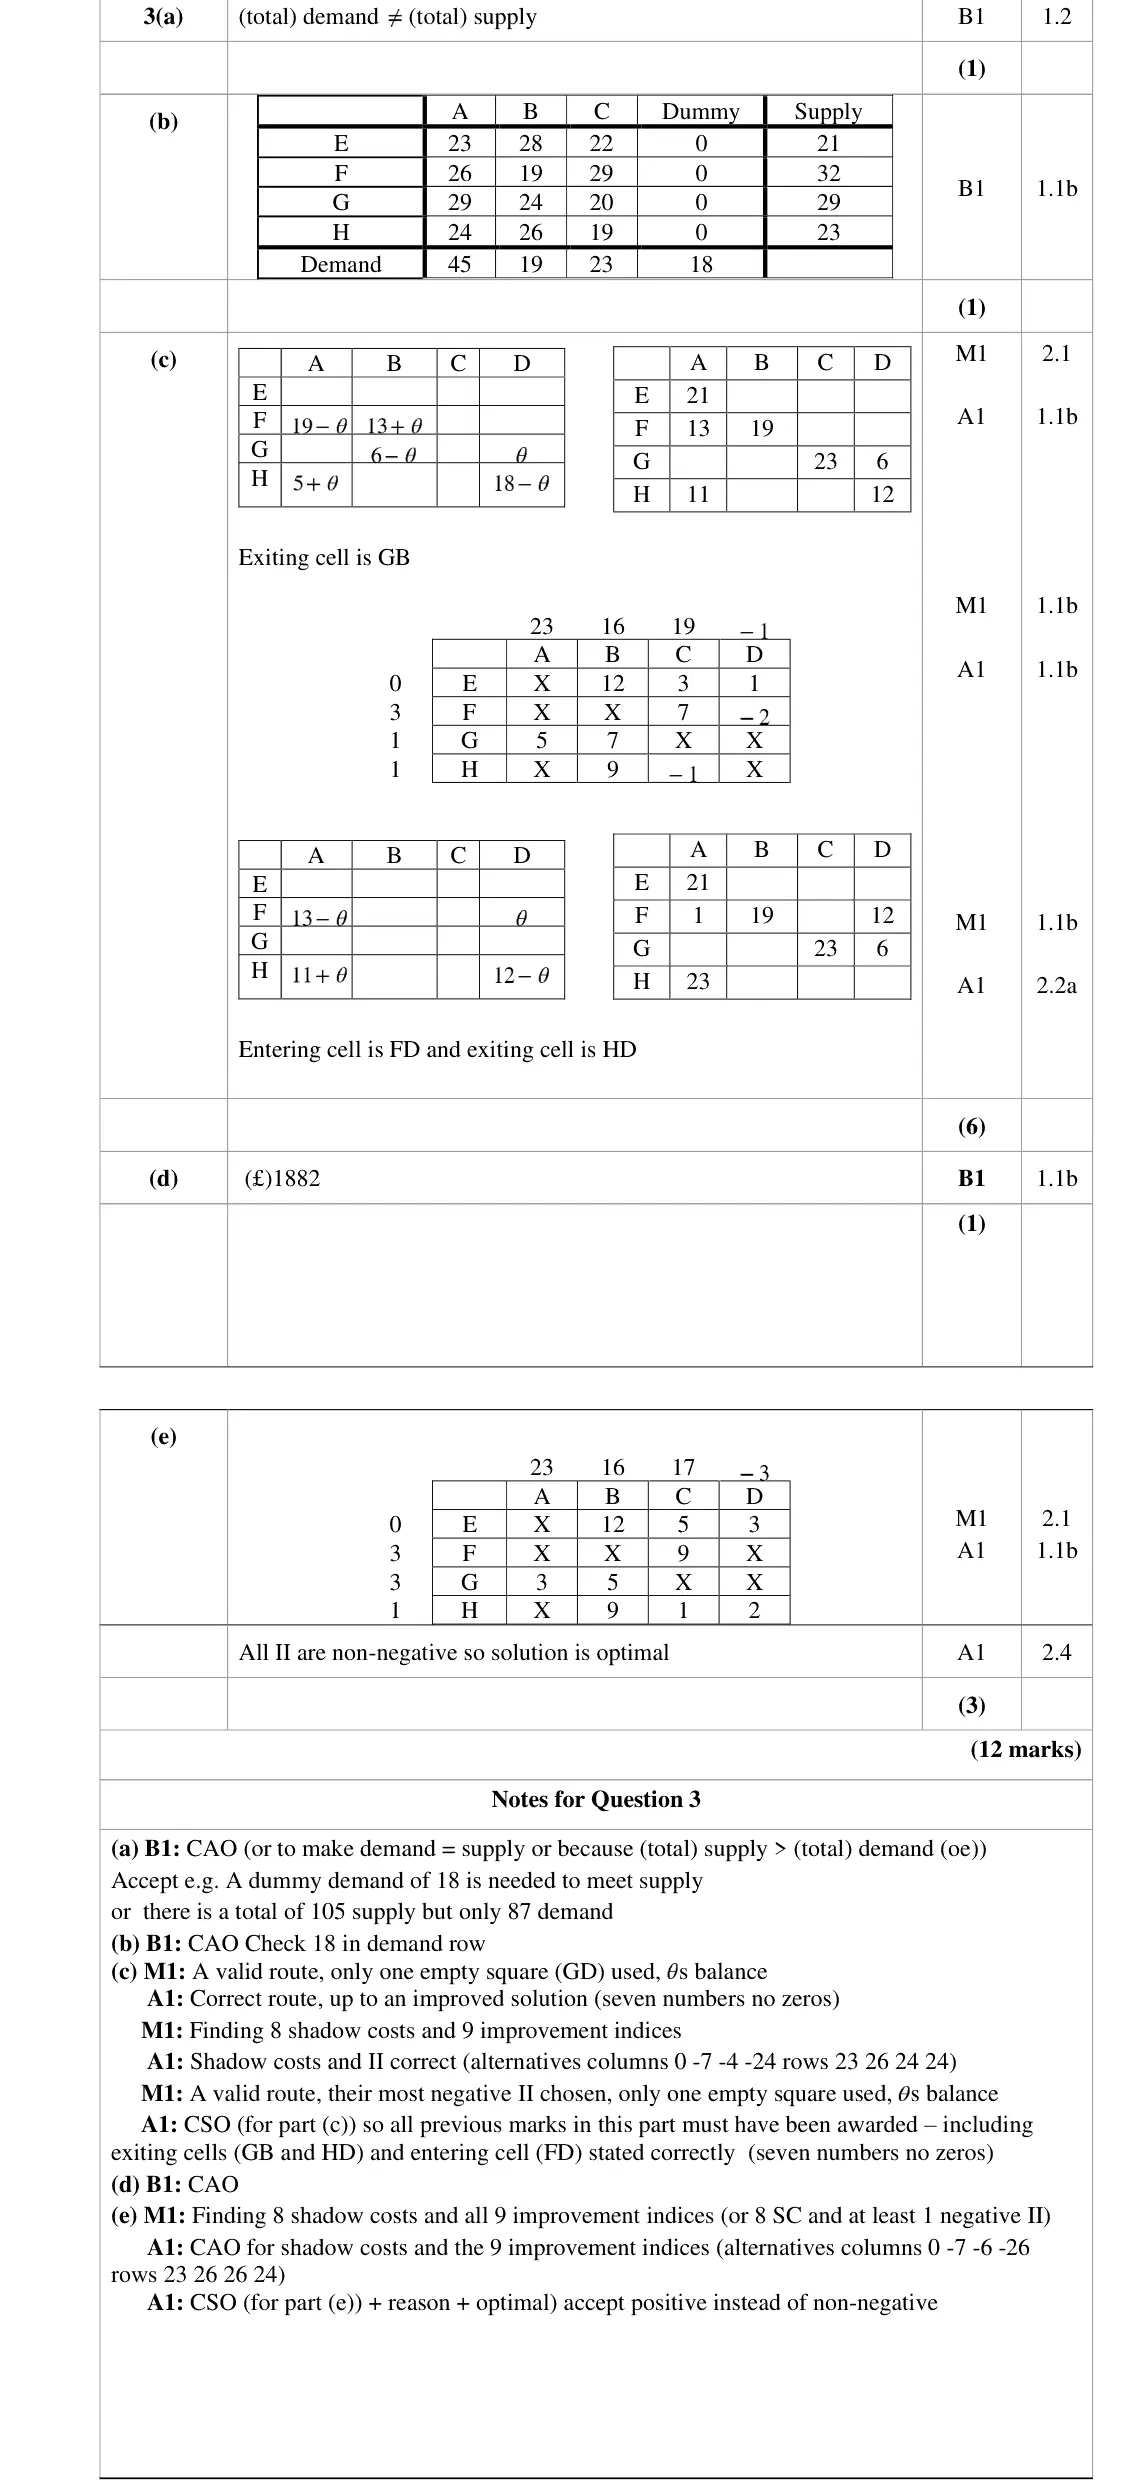 3(a) (total) demand ≠ (total) supply B1 1.2
(1)
(b)
A B C Dummy Supply
E 23 28 22 0 21
F 26 19 29 0 32
G 29 24 20 0 29
H 24 26 19 0 23
Demand 45 19 23 18
B1 1.1b
(1)
(c)
A B C D
E
F 19 – θ 13 + θ
G 6 – θ θ
H 5 + θ 18 – θ
A B C D
E 21
F 13 19
G 23 6
H 11 12
M1 2.1
A1 1.1b
Exiting cell is GB
23 16 19 – 1
A B C D
0 E X 12 3 1
3 F X X 7 – 2
1 G 5 7 X X
1 H X 9 – 1 X
M1 1.1b
A1 1.1b
A B C D
E
F 13 – θ θ
G
H 11 + θ 12 – θ
A B C D
E 21
F 1 19 12
G 23 6
H 23
M1 1.1b
A1 2.2a
Entering cell is FD and exiting cell is HD
(6)
(d) (£)1882 B1 1.1b
(1)
(e)
23 16 17 – 3
A B C D
0 E X 12 5 3
3 F X X 9 X
3 G 3 5 X X
1 H X 9 1 2
M1 2.1
A1 1.1b
All II are non-negative so solution is optimal A1 2.4
(3)
(12 marks)
Notes for Question 3
(a) B1: CAO (or to make demand = supply or because (total) supply > (total) demand (oe))
Accept e.g. A dummy demand of 18 is needed to meet supply
or there is a total of 105 supply but only 87 demand
(b) B1: CAO Check 18 in demand row
(c) M1: A valid route, only one empty square (GD) used, θs balance
A1: Correct route, up to an improved solution (seven numbers no zeros)
M1: Finding 8 shadow costs and 9 improvement indices
A1: Shadow costs and II correct (alternatives columns 0 -7 -4 -24 rows 23 26 24 24)
M1: A valid route, their most negative II chosen, only one empty square used, θs balance
A1: CSO (for part (c)) so all previous marks in this part must have been awarded – including
exiting cells (GB and HD) and entering cell (FD) stated correctly (seven numbers no zeros)
(d) B1: CAO
(e) M1: Finding 8 shadow costs and all 9 improvement indices (or 8 SC and at least 1 negative II)
A1: CAO for shadow costs and the 9 improvement indices (alternatives columns 0 -7 -6 -26
rows 23 26 26 24)
A1: CSO (for part (e)) + reason + optimal) accept positive instead of non-negative